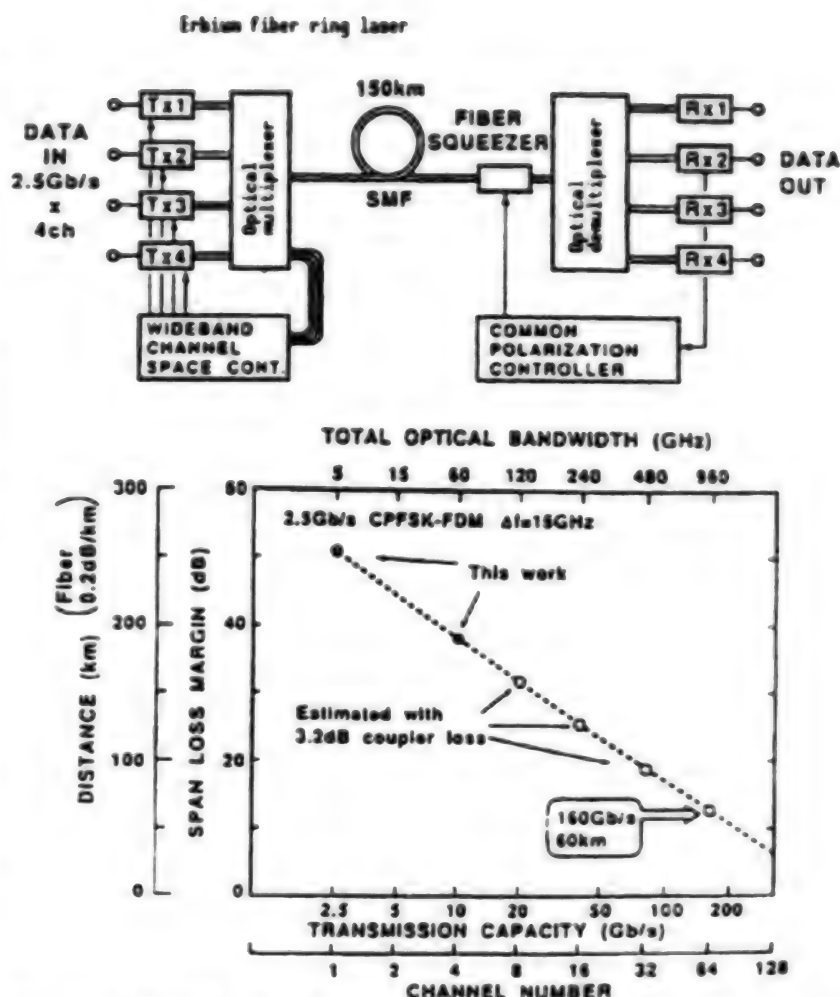 Erbium fiber ring laser
DATA
IN
2.5Gb/s
x
4ch
Tx1
Tx2
Tx3
Tx4
Optical
multiplexer
WIDEBAND
CHANNEL
SPACE CONT.
150km
SMF
FIBER
SQUEEZER
Optical
demultiplexer
COMMON
POLARIZATION
CONTROLLER
Rx1
Rx2
Rx3
Rx4
DATA
OUT
TOTAL OPTICAL BANDWIDTH (GHz)
5 15 60 120 240 480 960
2.5Gb/s CPFSK-FDM Δf=15GHz
This work
Estimated with
3.2dB coupler loss
160Gb/s
60km
DISTANCE (km) (Fiber 0.2dB/km)
300
200
100
0
SPAN LOSS MARGIN (dB)
60
40
20
0
2.5 5 10 20 50 100 200
TRANSMISSION CAPACITY (Gb/s)
1 2 4 8 16 32 64 128
CHANNEL NUMBER